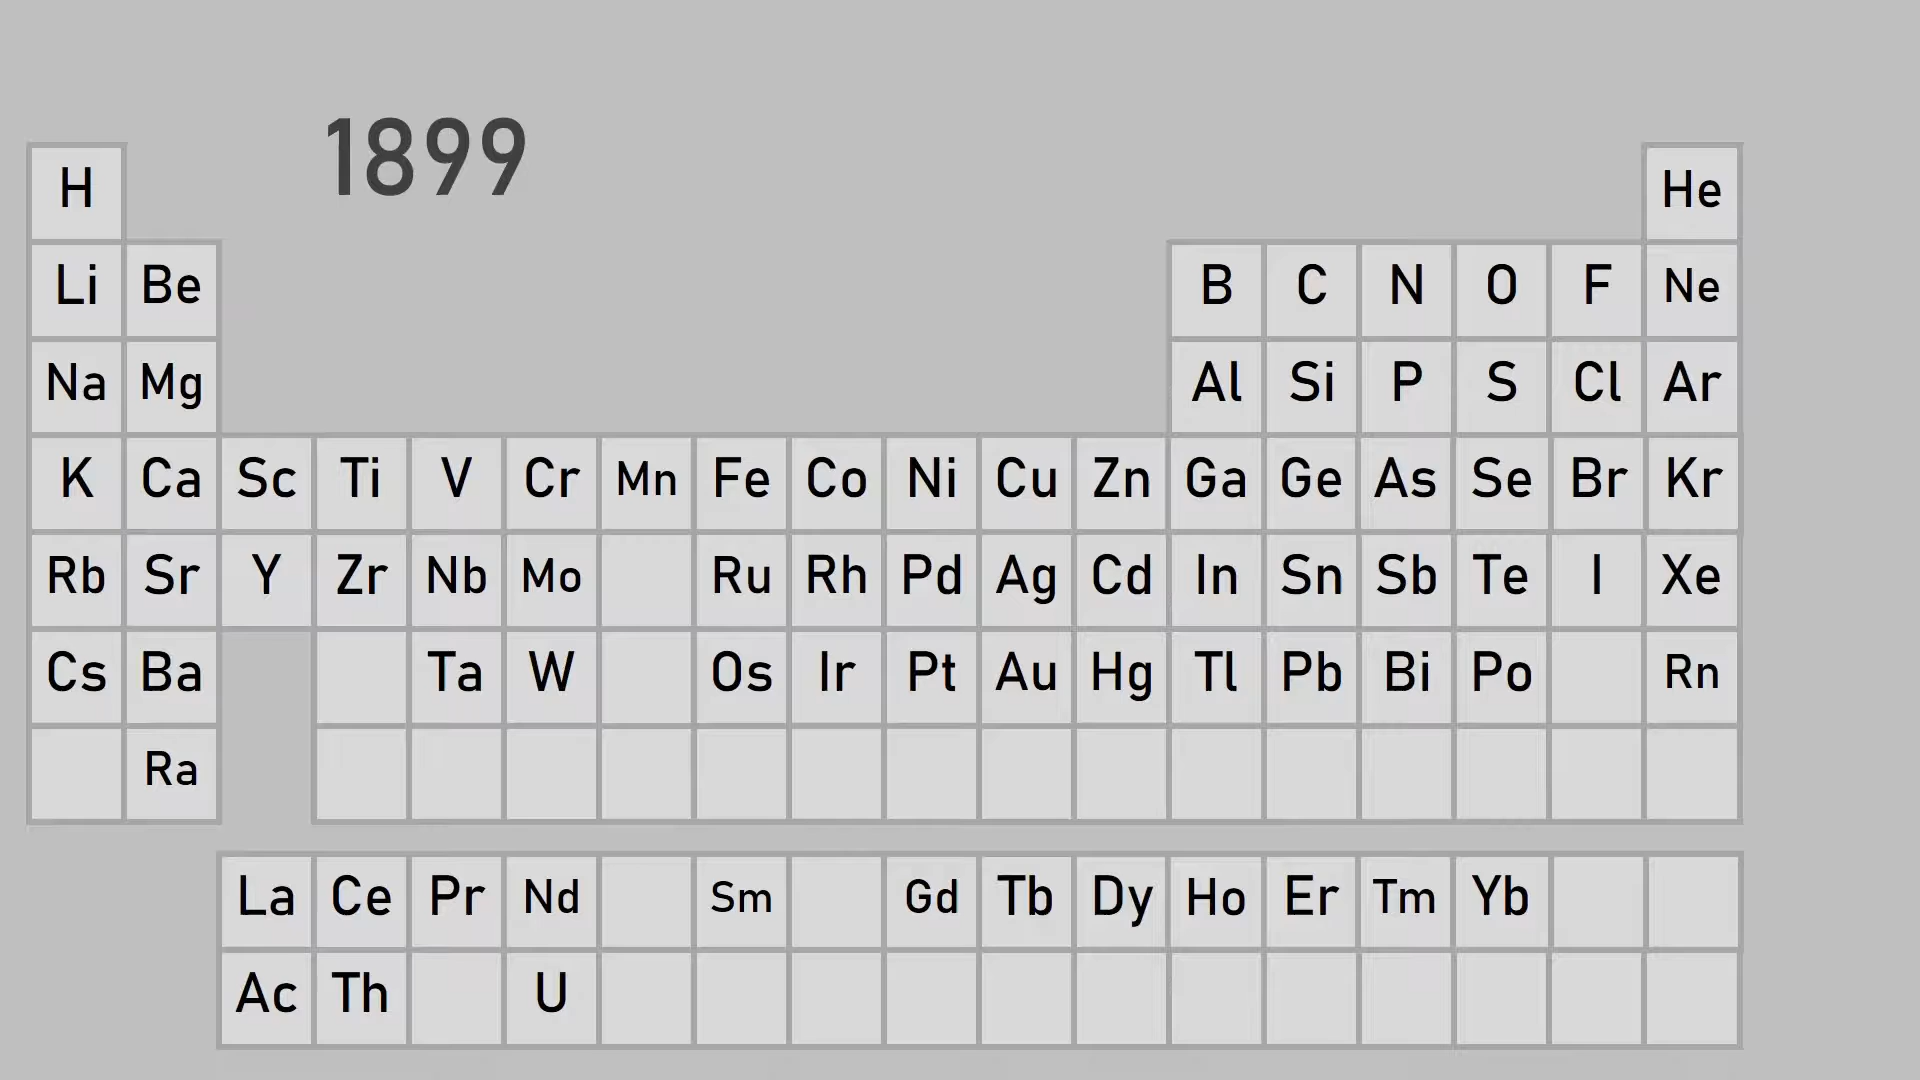 1899
H He
Li Be B C N O F Ne
Na Mg Al Si P S Cl Ar
K Ca Sc Ti V Cr Mn Fe Co Ni Cu Zn Ga Ge As Se Br Kr
Rb Sr Y Zr Nb Mo Ru Rh Pd Ag Cd In Sn Sb Te I Xe
Cs Ba Ta W Os Ir Pt Au Hg Tl Pb Bi Po Rn
Ra
La Ce Pr Nd Sm Gd Tb Dy Ho Er Tm Yb
Ac Th U